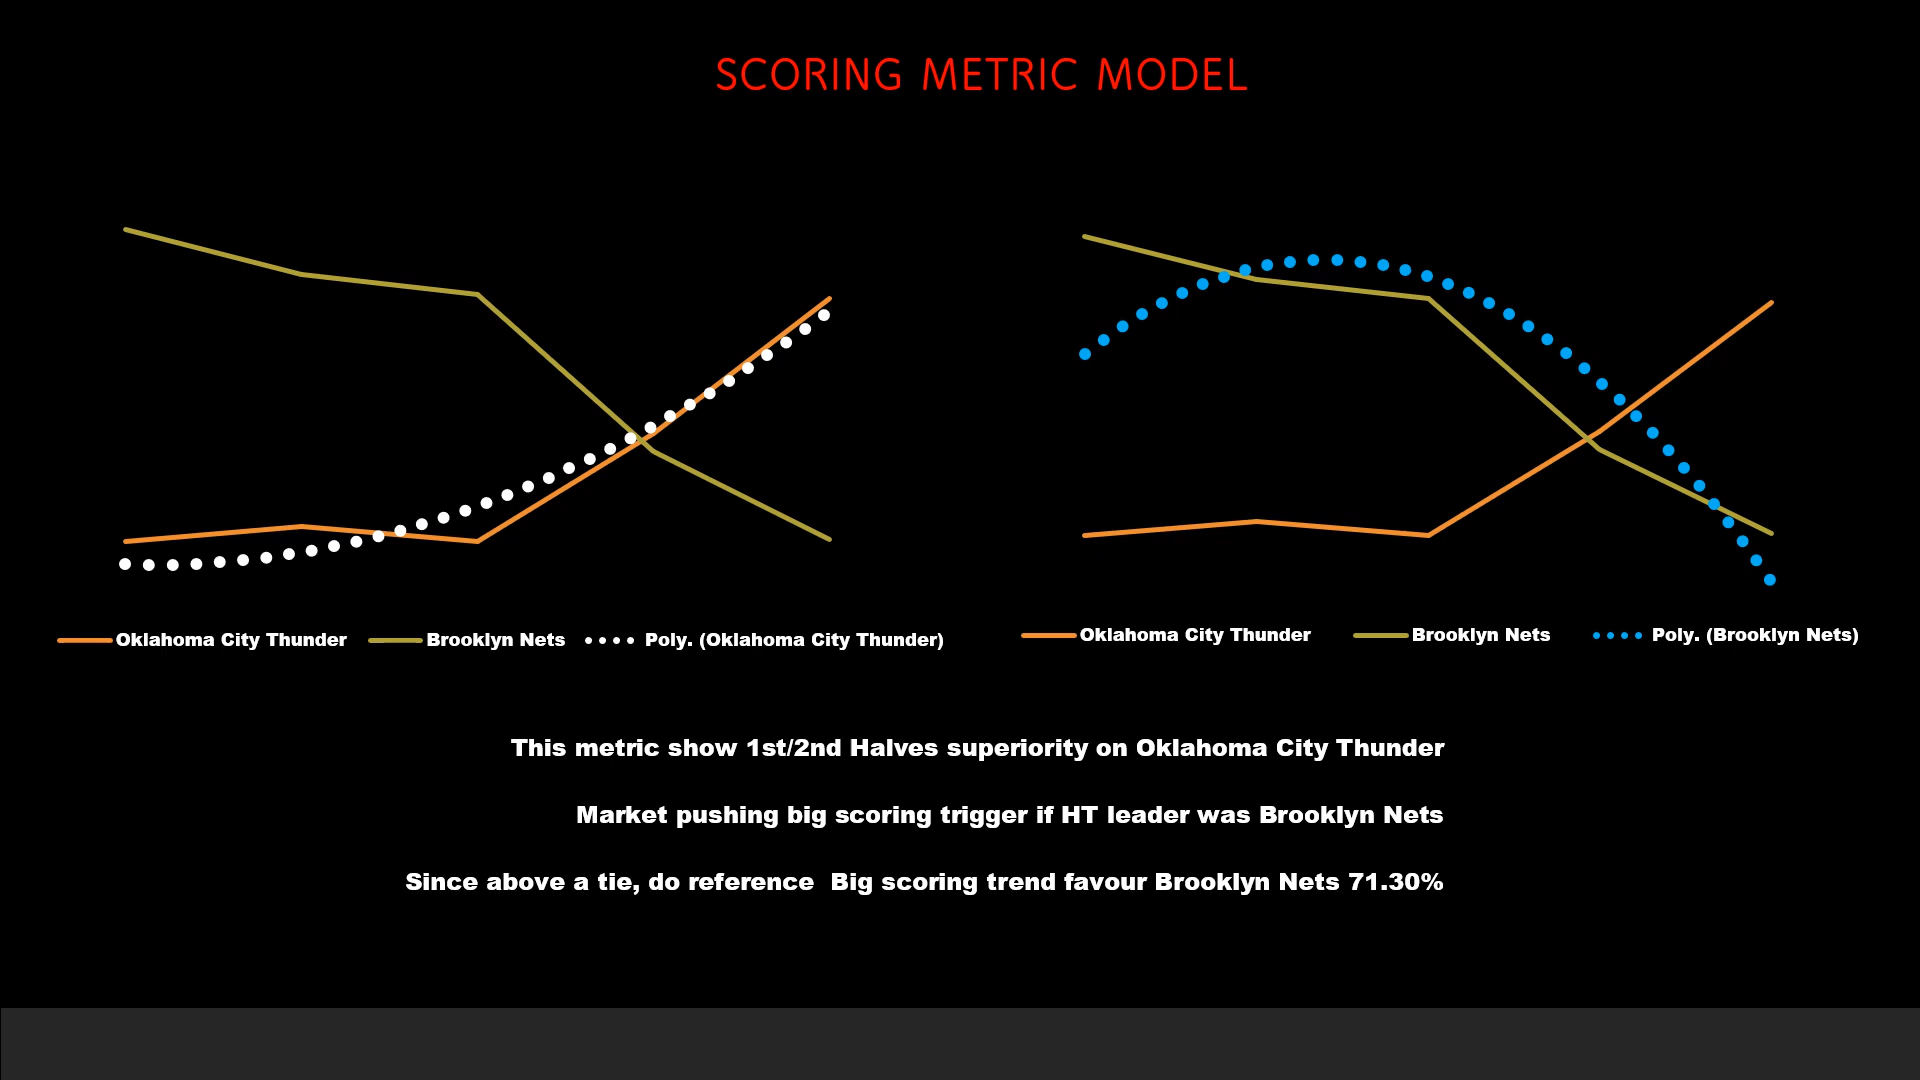 SCORING METRIC MODEL
Oklahoma City Thunder Brooklyn Nets Poly. (Oklahoma City Thunder)
Oklahoma City Thunder Brooklyn Nets Poly. (Brooklyn Nets)
This metric show 1st/2nd Halves superiority on Oklahoma City Thunder
Market pushing big scoring trigger if HT leader was Brooklyn Nets
Since above a tie, do reference  Big scoring trend favour Brooklyn Nets 71.30%